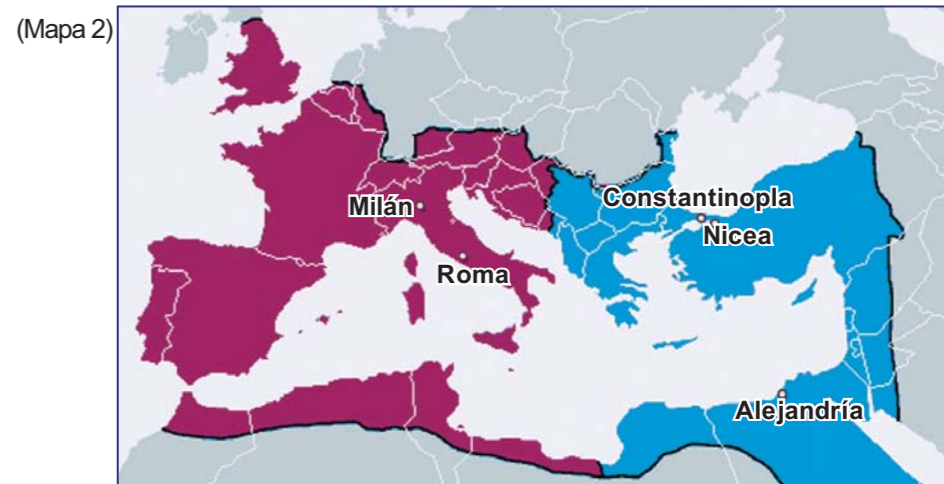 (Mapa 2)
Constantinopla
Milán
Nicea
Roma
Alejandría